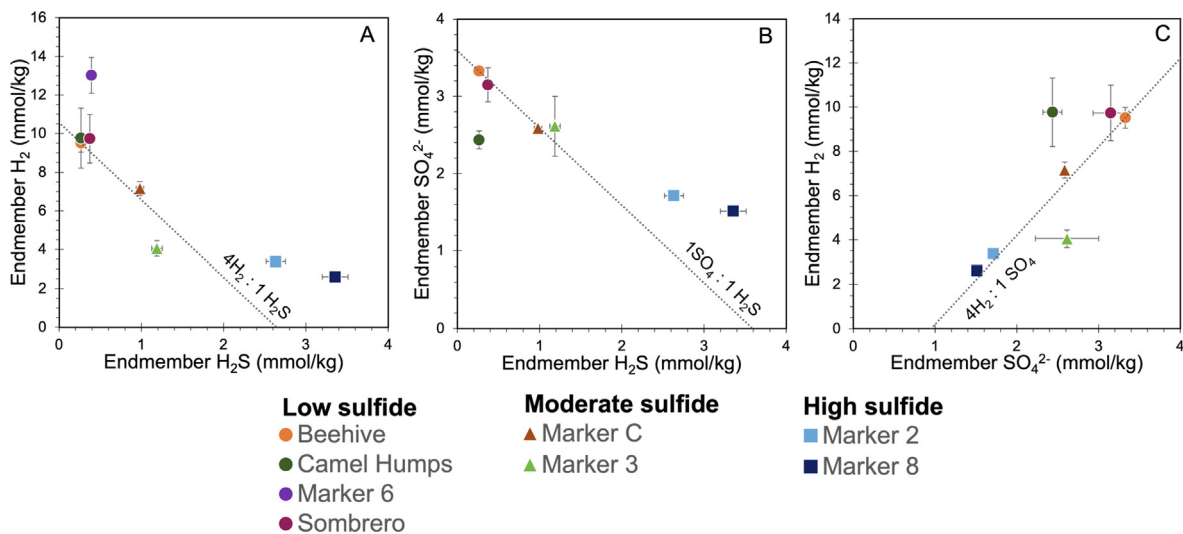 A
Endmember H₂ (mmol/kg)
16
14
12
10
8
6
4
2
0
4H₂ : 1 H₂S
0 1 2 3 4
Endmember H₂S (mmol/kg)
B
Endmember SO₄²⁻ (mmol/kg)
4
3
2
1
0
1SO₄ : 1 H₂S
0 1 2 3 4
Endmember H₂S (mmol/kg)
C
Endmember H₂ (mmol/kg)
14
12
10
8
6
4
2
0
4H₂ : 1 SO₄
0 1 2 3 4
Endmember SO₄²⁻ (mmol/kg)
Low sulfide
Beehive
Camel Humps
Marker 6
Sombrero
Moderate sulfide
Marker C
Marker 3
High sulfide
Marker 2
Marker 8